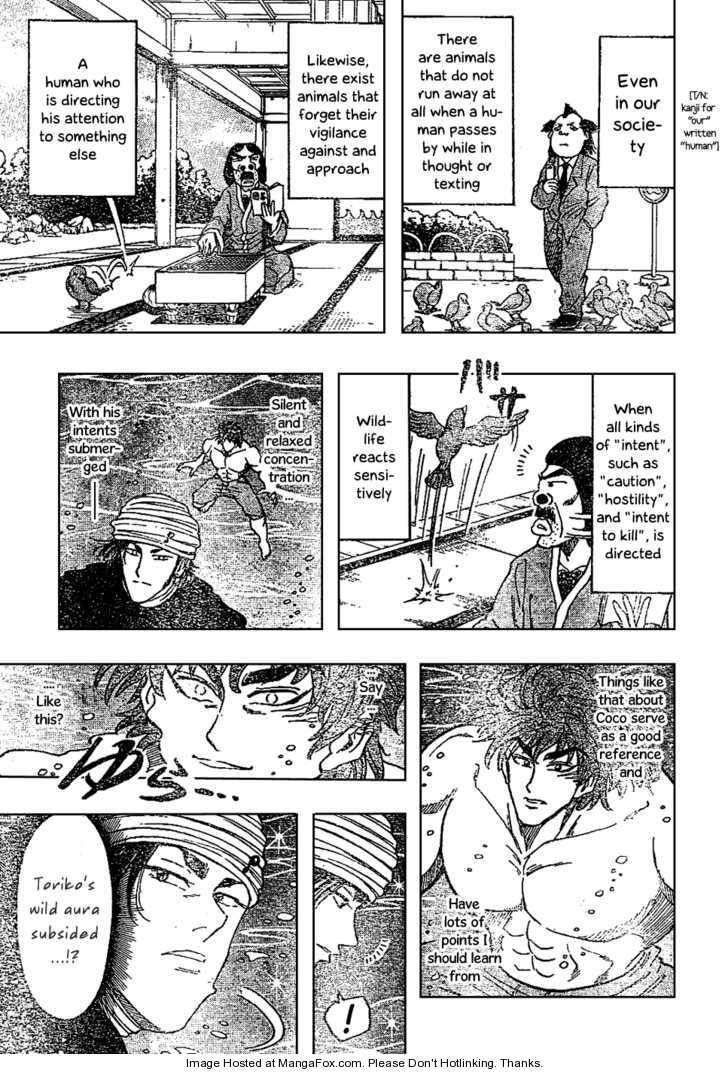 Even
in our
socie-
ty
[T/N:
kanji for
"our"
written
"human"]
There
are animals
that do not
run away at
all when a hu-
man passes
by while in
thought or
texting
Likewise,
there exist
animals that
forget their
vigilance
against and
approach
A
human who
is directing
his attention
to something
else
When
all kinds
of "intent",
such as
"caution",
"hostility",
and "intent
to kill", is
directed
Wild-
life
reacts
sensi-
tively
Silent
and
relaxed
concen-
tration
...
With his
intents
submer-
ged
Things like
that about
Coco serve
as a good
reference
and
Have
lots of
points I
should learn
from
....
Say
....
....
Like
this?
!
Toriko's
wild aura
subsided
...!?
Image Hosted at MangaFox.com. Please Don't Hotlinking. Thanks.